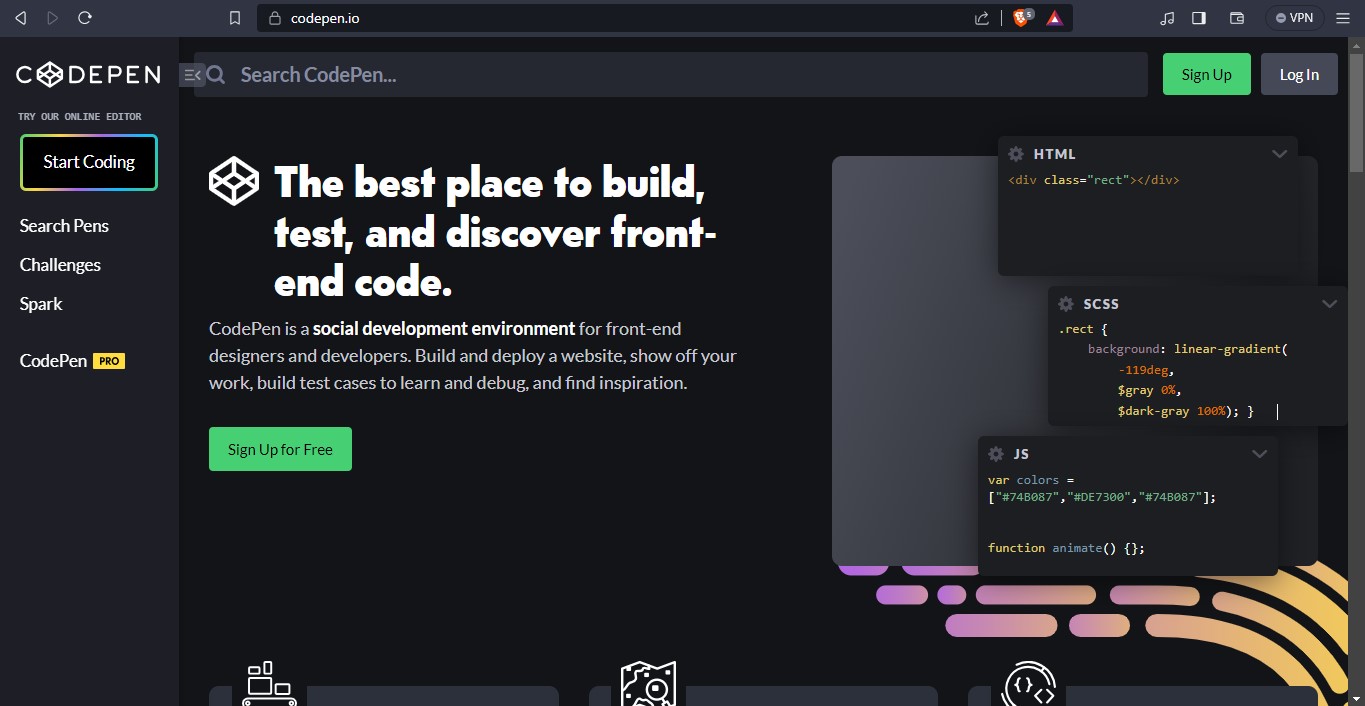 codepen.io
5
VPN
CODEPEN
Search CodePen...
Sign Up
Log In
TRY OUR ONLINE EDITOR
Start Coding
Search Pens
Challenges
Spark
CodePen PRO
The best place to build,
test, and discover front-
end code.
CodePen is a social development environment for front-end
designers and developers. Build and deploy a website, show off your
work, build test cases to learn and debug, and find inspiration.
Sign Up for Free
HTML
<div class="rect"></div>
SCSS
.rect {
background: linear-gradient(
-119deg,
$gray 0%,
$dark-gray 100%); }
JS
var colors =
["#74B087","#DE7300","#74B087"];
function animate() {};